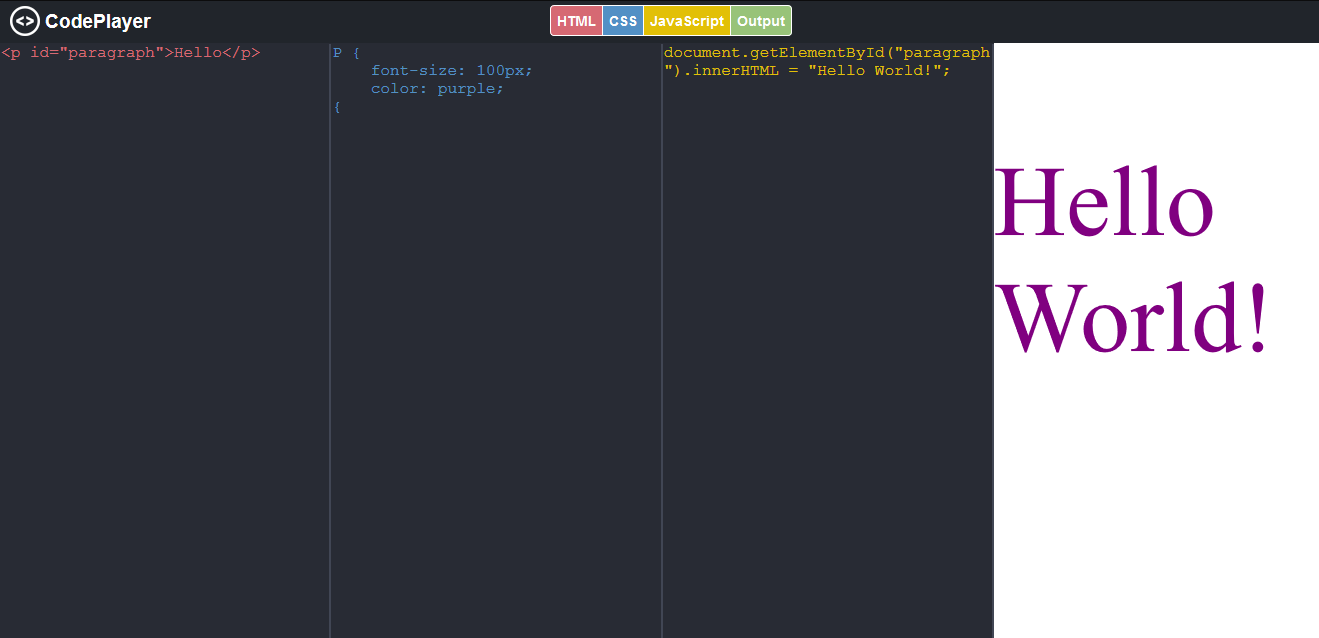 <> CodePlayer
HTML CSS JavaScript Output
<p id="paragraph">Hello</p>
P {
    font-size: 100px;
    color: purple;
{
document.getElementById("paragraph
").innerHTML = "Hello World!";
Hello
World!